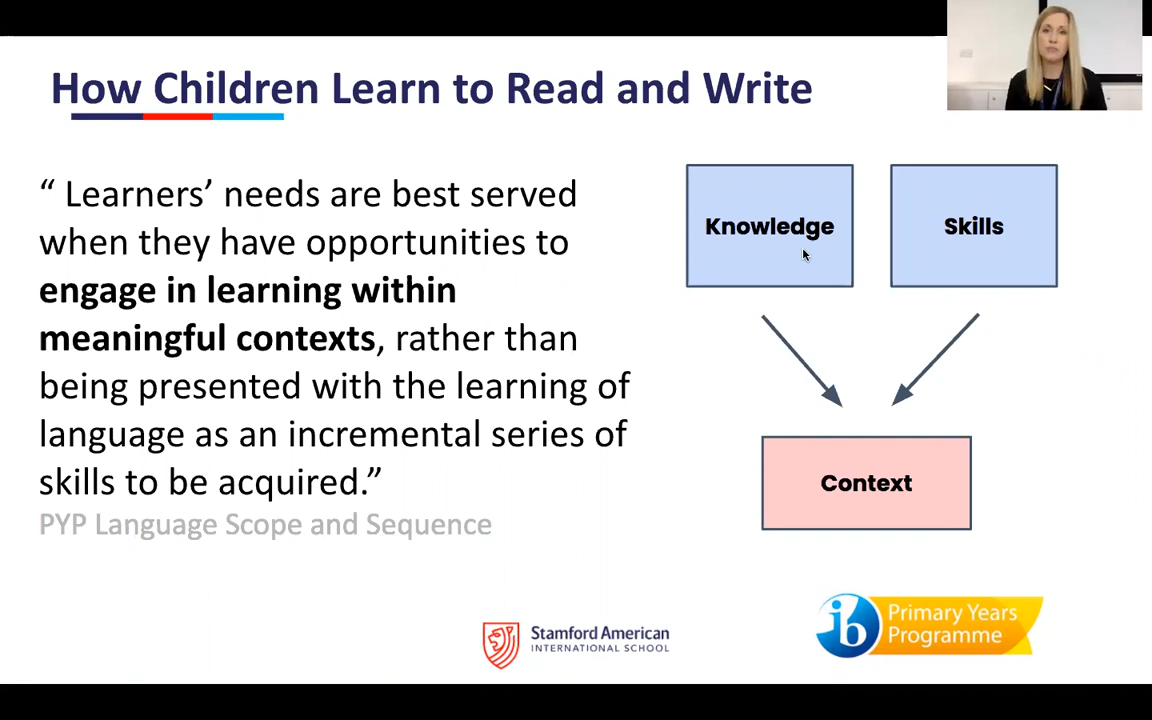 How Children Learn to Read and Write
“ Learners’ needs are best served
when they have opportunities to
engage in learning within
meaningful contexts, rather than
being presented with the learning of
language as an incremental series of
skills to be acquired.”
PYP Language Scope and Sequence
Knowledge
Skills
Context
Stamford American
INTERNATIONAL SCHOOL
ib
Primary Years
Programme